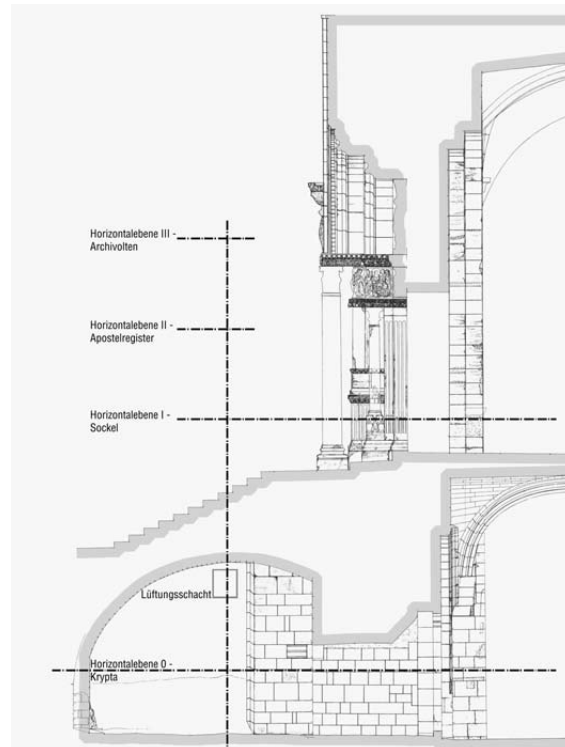 Horizontalebene III -
Archivolten
Horizontalebene II -
Apostelregister
Horizontalebene I -
Sockel
Lüftungsschacht
Horizontalebene 0 -
Krypta